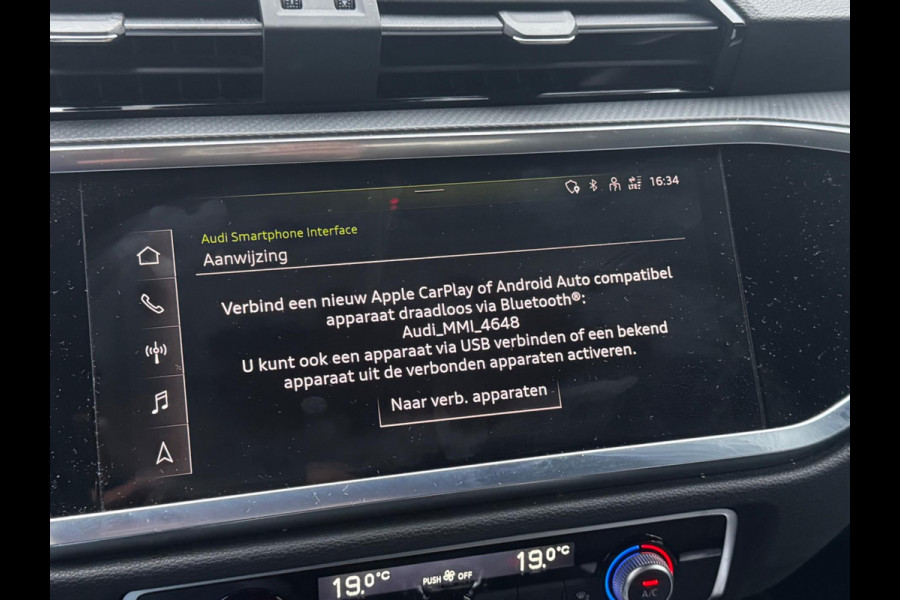 16:34
Audi Smartphone Interface
Aanwijzing
Verbind een nieuw Apple CarPlay of Android Auto compatibel
apparaat draadloos via Bluetooth®:
Audi_MMI_4648
U kunt ook een apparaat via USB verbinden of een bekend
apparaat uit de verbonden apparaten activeren.
Naar verb. apparaten
19.0°C PUSH OFF 19.0°C
A/C